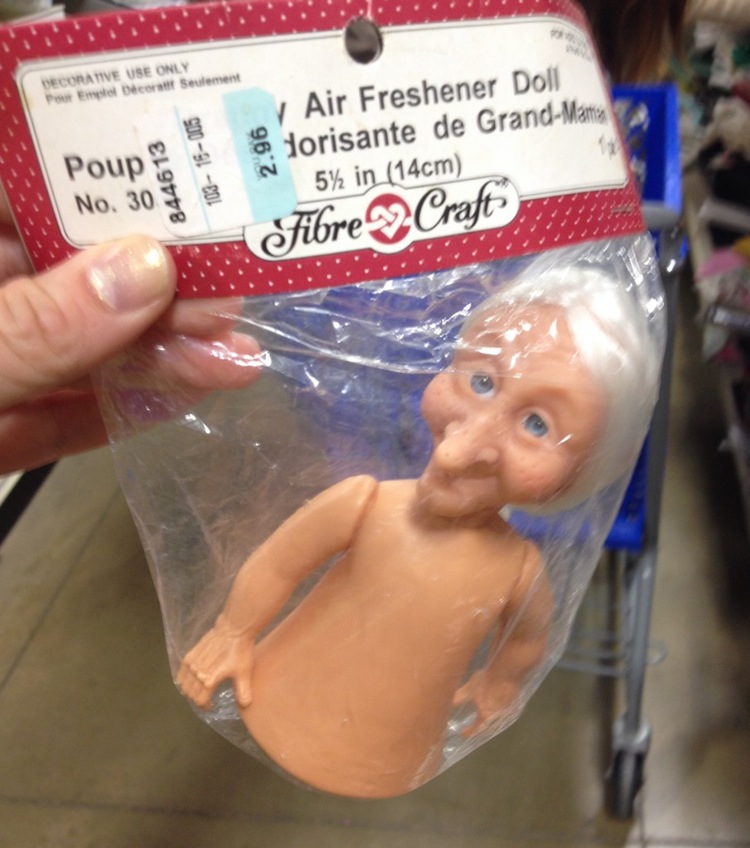 DECORATIVE USE ONLY
Pour Emploi Décoratif Seulement
y Air Freshener Doll
Poup dorisante de Grand-Maman
No. 30 5½ in (14cm)
844613
103-15-005
2.96
Fibre Craft